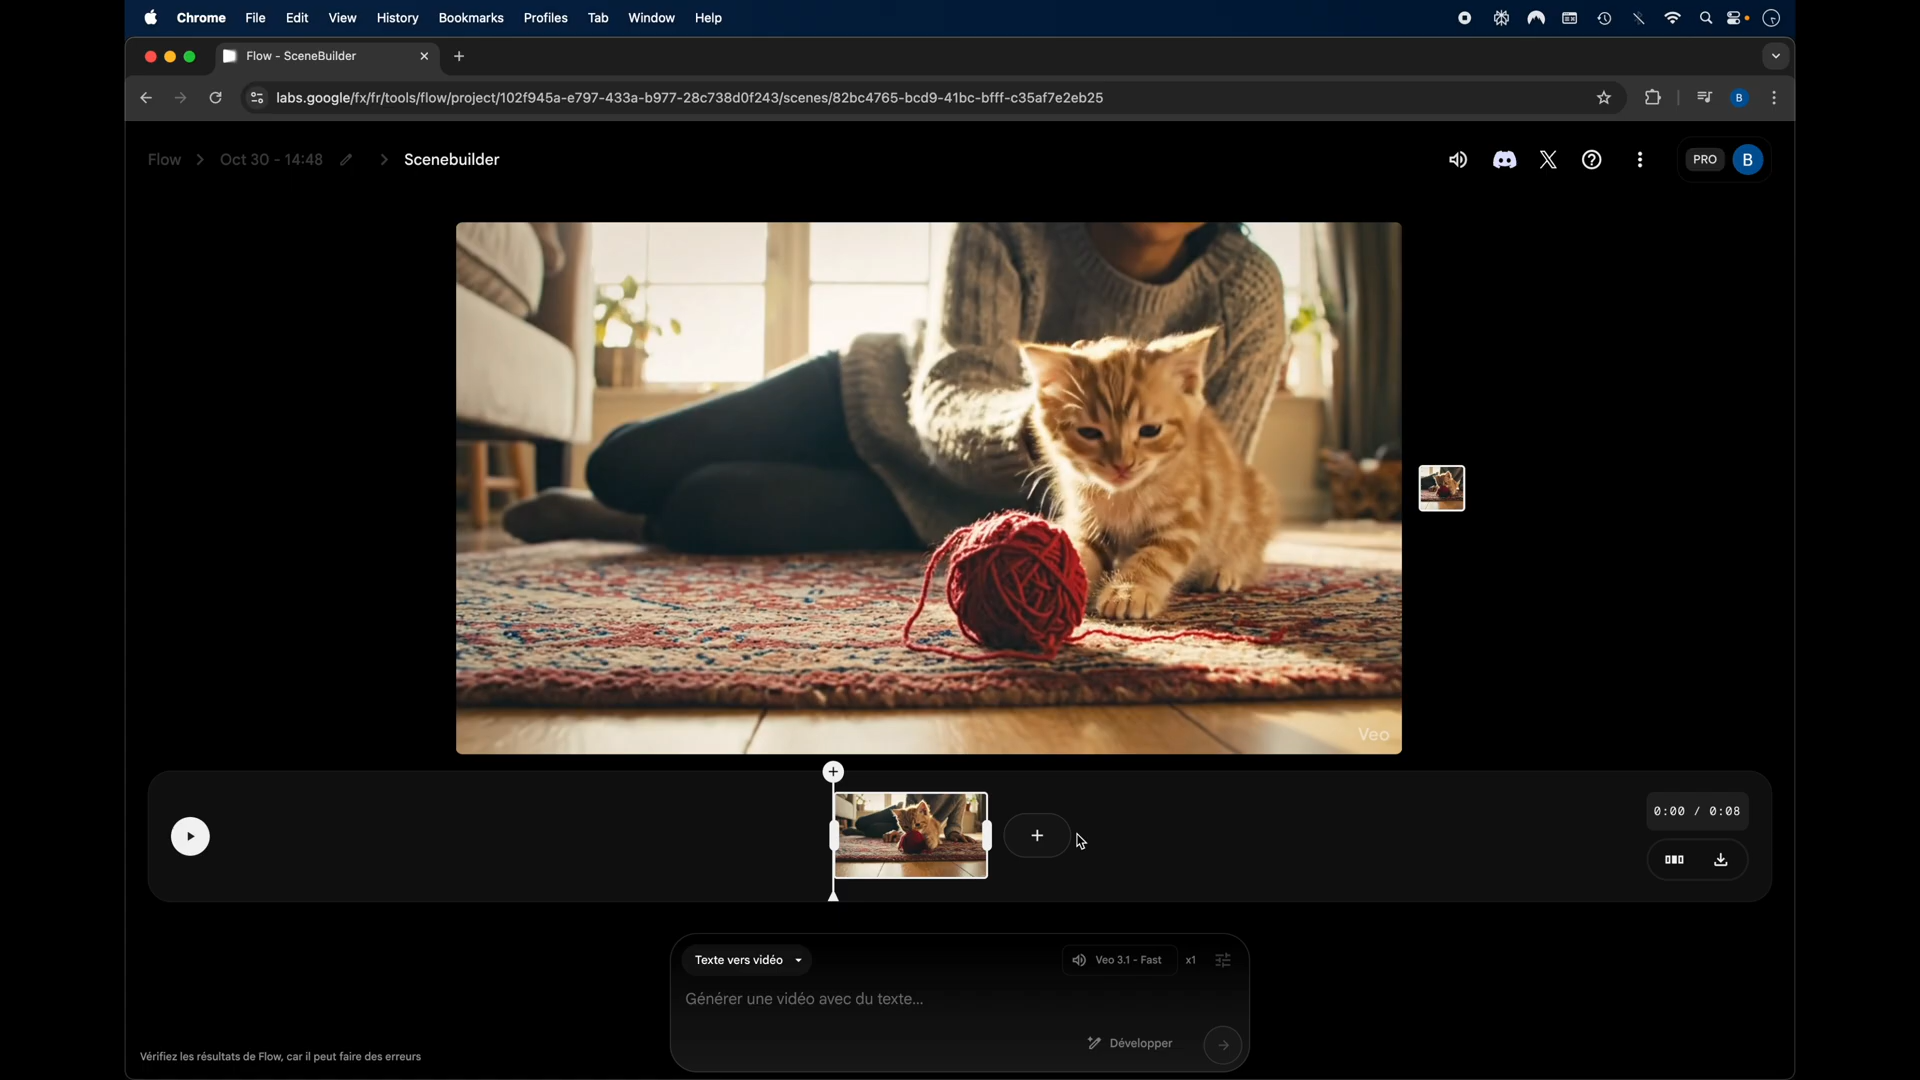 Chrome File Edit View History Bookmarks Profiles Tab Window Help
Flow - SceneBuilder
labs.google/fx/fr/tools/flow/project/102f945a-e797-433a-b977-28c738d0f243/scenes/82bc4765-bcd9-41bc-bfff-c35af7e2eb25
B
Flow > Oct 30 - 14:48 > Scenebuilder
PRO B
Veo
0:00 / 0:08
Texte vers vidéo
Veo 3.1 - Fast x1
Générer une vidéo avec du texte...
Développer
Vérifiez les résultats de Flow, car il peut faire des erreurs